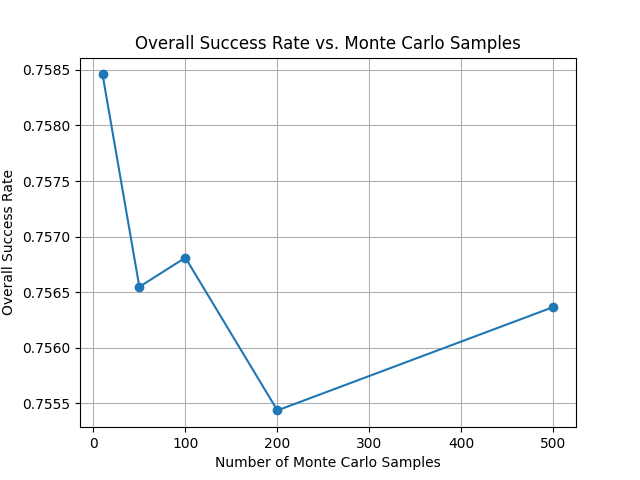 Overall Success Rate vs. Monte Carlo Samples
Overall Success Rate
0.7585
0.7580
0.7575
0.7570
0.7565
0.7560
0.7555
0 100 200 300 400 500
Number of Monte Carlo Samples